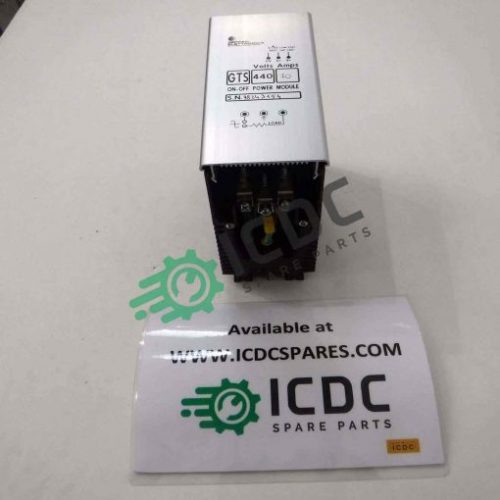 Volts Amps
GTS 440
ON-OFF POWER MODULE
S.N.
LOAD
ICDC
SPARE PARTS
Available at
WWW.ICDCSPARES.COM
ICDC
SPARE PARTS
ICDC